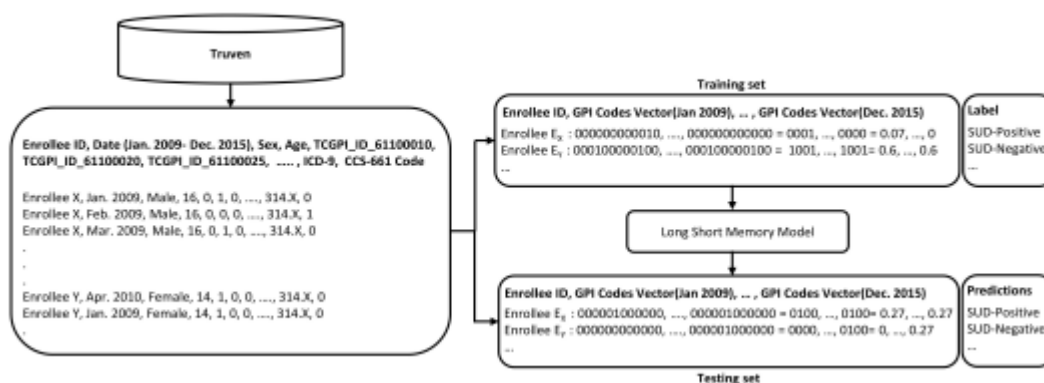 Truven
Enrollee ID, Date (Jan. 2009- Dec. 2015), Sex, Age, TCGPI_ID_61100010,
TCGPI_ID_61100020, TCGPI_ID_61100025, ...., ICD-9, CCS-661 Code
Enrollee X, Jan. 2009, Male, 16, 0, 1, 0, ...., 314.X, 0
Enrollee X, Feb. 2009, Male, 16, 0, 0, 0, ...., 314.X, 1
Enrollee X, Mar. 2009, Male, 16, 0, 1, 0, ...., 314.X, 0
.
.
.
Enrollee Y, Apr. 2010, Female, 14, 1, 0, 0, ...., 314.X, 0
Enrollee Y, Jan. 2009, Female, 14, 1, 0, 0, ...., 314.X, 0
.
Training set
Enrollee ID, GPI Codes Vector(Jan 2009), ... , GPI Codes Vector(Dec. 2015)
Enrollee Eₓ : 000000000010, ...., 000000000000 = 0001, ..., 0000 = 0.07, ..., 0
Enrollee Eᵧ : 000100000100, ...., 000100000100 = 1001, ..., 1001= 0.6, ..., 0.6
...
Label
SUD-Positive
SUD-Negative
...
Long Short Memory Model
Enrollee ID, GPI Codes Vector(Jan 2009), ... , GPI Codes Vector(Dec. 2015)
Enrollee Eₓ : 000001000000, ...., 000001000000 = 0100, ..., 0100= 0.27, ..., 0.27
Enrollee Eᵧ : 000000000000, ...., 000001000000 = 0000, ..., 0100= 0, ..., 0.27
...
Predictions
SUD-Positive
SUD-Negative
...
Testing set